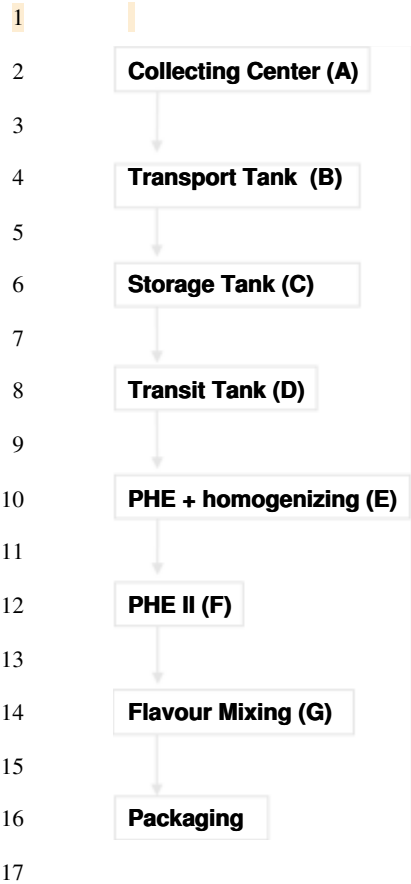 1
2 Collecting Center (A)
3
4 Transport Tank (B)
5
6 Storage Tank (C)
7
8 Transit Tank (D)
9
10 PHE + homogenizing (E)
11
12 PHE II (F)
13
14 Flavour Mixing (G)
15
16 Packaging
17